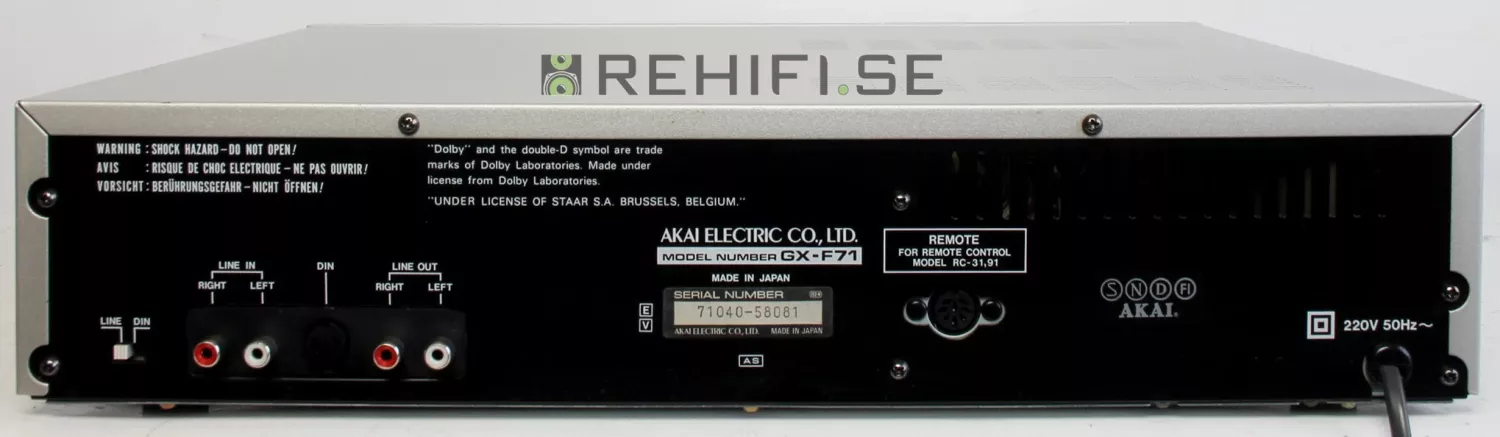 REHIFI.SE
WARNING : SHOCK HAZARD – DO NOT OPEN!
AVIS : RISQUE DE CHOC ELECTRIQUE – NE PAS OUVRIR!
VORSICHT : BERÜHRUNGSGEFAHR – NICHT ÖFFNEN!
"Dolby" and the double-D symbol are trade
marks of Dolby Laboratories. Made under
license from Dolby Laboratories.
"UNDER LICENSE OF STAAR S.A. BRUSSELS, BELGIUM."
AKAI ELECTRIC CO., LTD.
MODEL NUMBER GX-F71
MADE IN JAPAN
SERIAL NUMBER
71040-58081
AKAI ELECTRIC CO., LTD. MADE IN JAPAN
E
V
AS
REMOTE
FOR REMOTE CONTROL
MODEL RC-31,91
LINE IN
RIGHT LEFT
DIN
LINE OUT
RIGHT LEFT
LINE DIN
S N D FI
AKAI.
220V 50Hz~